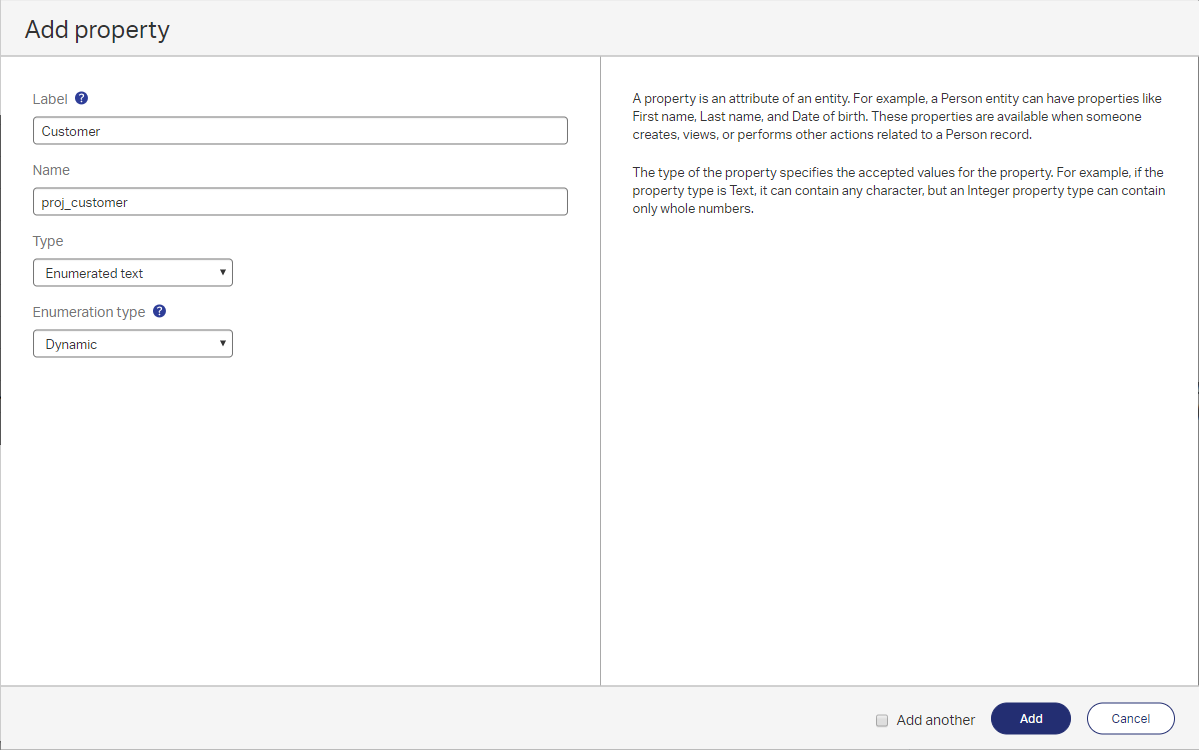 Add property
Label ?
Customer
Name
proj_customer
Type
Enumerated text
Enumeration type ?
Dynamic
A property is an attribute of an entity. For example, a Person entity can have properties like
First name, Last name, and Date of birth. These properties are available when someone
creates, views, or performs other actions related to a Person record.
The type of the property specifies the accepted values for the property. For example, if the
property type is Text, it can contain any character, but an Integer property type can contain
only whole numbers.
Add another
Add
Cancel